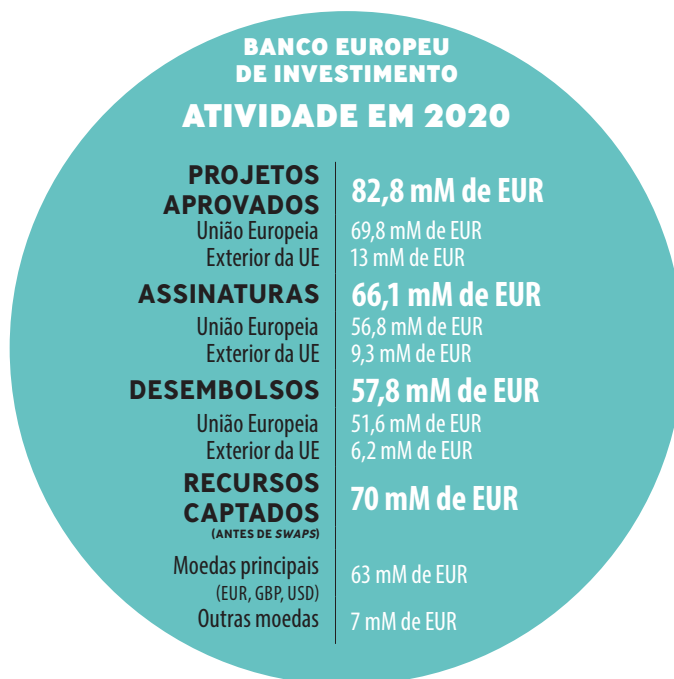 BANCO EUROPEU
DE INVESTIMENTO
ATIVIDADE EM 2020
PROJETOS
APROVADOS
82,8 mM de EUR
União Europeia 69,8 mM de EUR
Exterior da UE 13 mM de EUR
ASSINATURAS 66,1 mM de EUR
União Europeia 56,8 mM de EUR
Exterior da UE 9,3 mM de EUR
DESEMBOLSOS 57,8 mM de EUR
União Europeia 51,6 mM de EUR
Exterior da UE 6,2 mM de EUR
RECURSOS
CAPTADOS
(ANTES DE SWAPS)
70 mM de EUR
Moedas principais
(EUR, GBP, USD)
63 mM de EUR
Outras moedas 7 mM de EUR